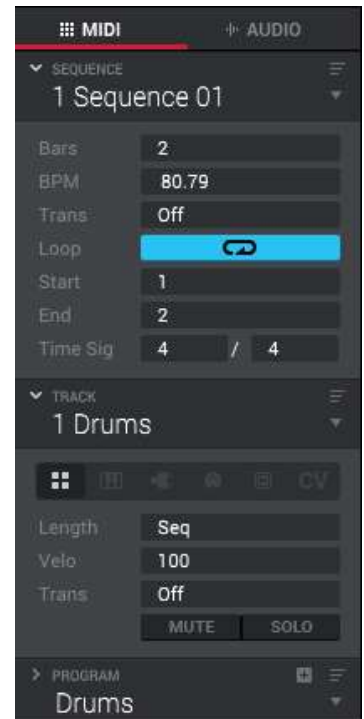 MIDI AUDIO
SEQUENCE
1 Sequence 01
Bars 2
BPM 80.79
Trans Off
Loop
Start 1
End 2
Time Sig 4 / 4
TRACK
1 Drums
CV
Length Seq
Velo 100
Trans Off
MUTE SOLO
PROGRAM
Drums